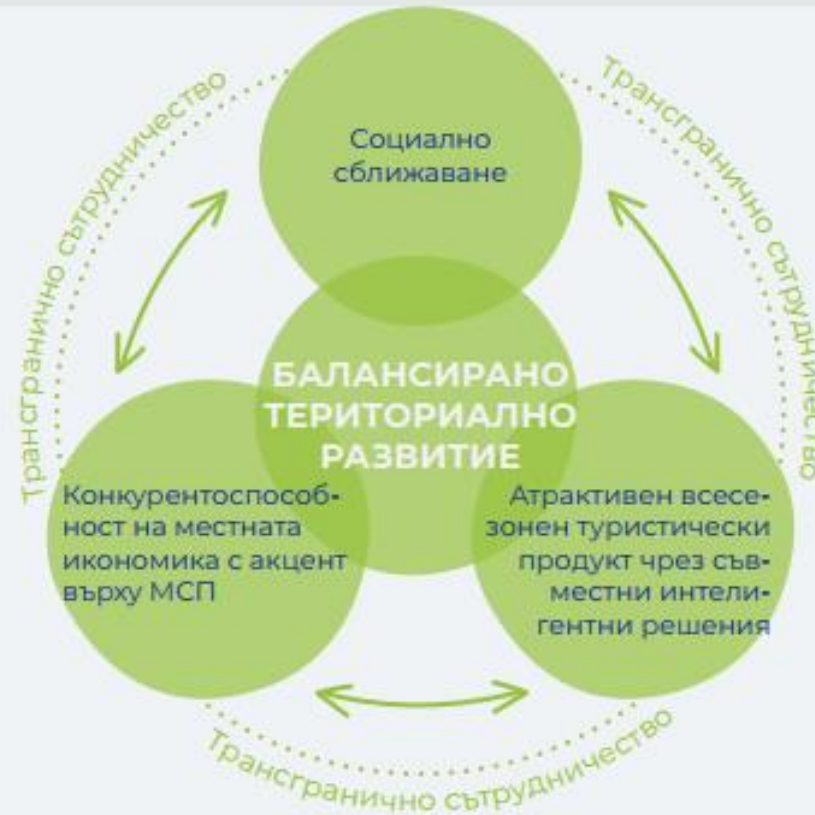 Трансгранично сътрудничество
Трансгранично сътрудничество
Социално
сближаване
БАЛАНСИРАНО
ТЕРИТОРИАЛНО
РАЗВИТИЕ
Конкурентоспособ-
ност на местната
икономика с акцент
върху МСП
Атрактивен всесе-
зонен туристически
продукт чрез съв-
местни интели-
гентни решения
Трансгранично сътрудничество